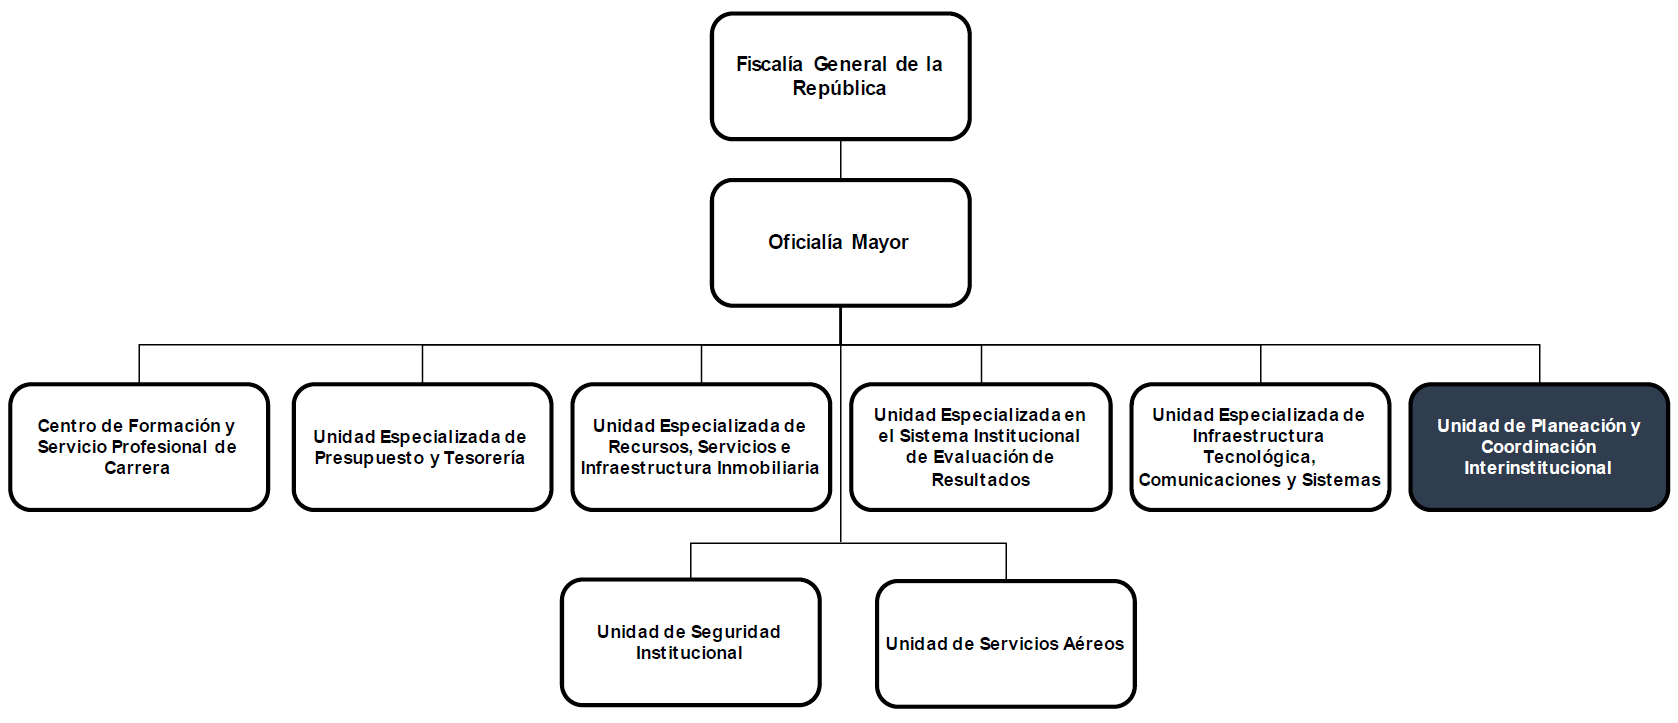 Fiscalía General de la
República
Oficialía Mayor
Centro de Formación y
Servicio Profesional de
Carrera
Unidad Especializada de
Presupuesto y Tesorería
Unidad Especializada de
Recursos, Servicios e
Infraestructura Inmobiliaria
Unidad Especializada en
el Sistema Institucional
de Evaluación de
Resultados
Unidad Especializada de
Infraestructura
Tecnológica,
Comunicaciones y Sistemas
Unidad de Planeación y
Coordinación
Interinstitucional
Unidad de Seguridad
Institucional
Unidad de Servicios Aéreos